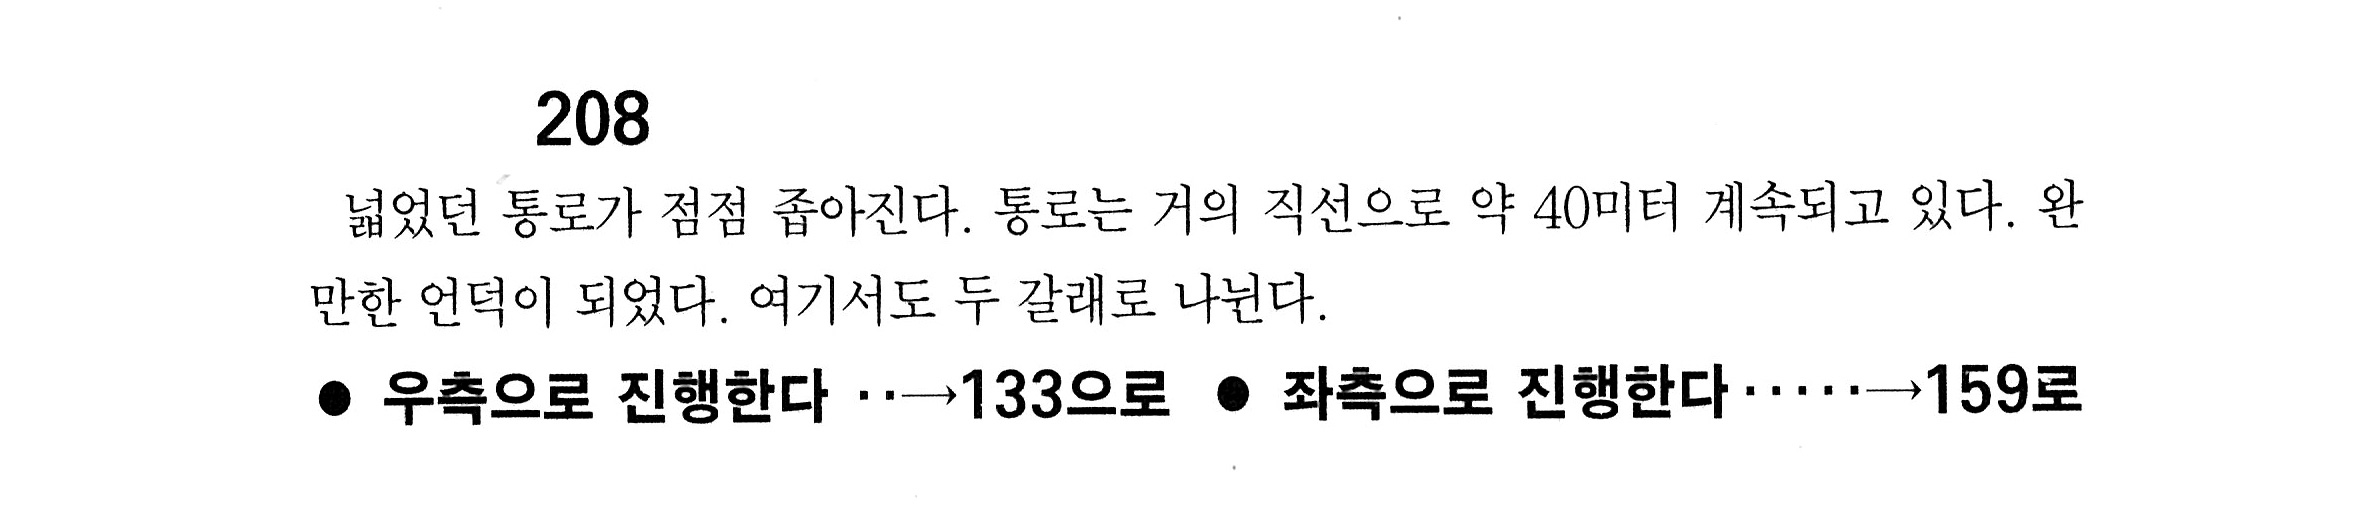 208
넓었던 통로가 점점 좁아진다. 통로는 거의 직선으로 약 40미터 계속되고 있다. 완
만한 언덕이 되었다. 여기서도 두 갈래로 나뉜다.
● 우측으로 진행한다 ··→133으로 ● 좌측으로 진행한다·····→159로